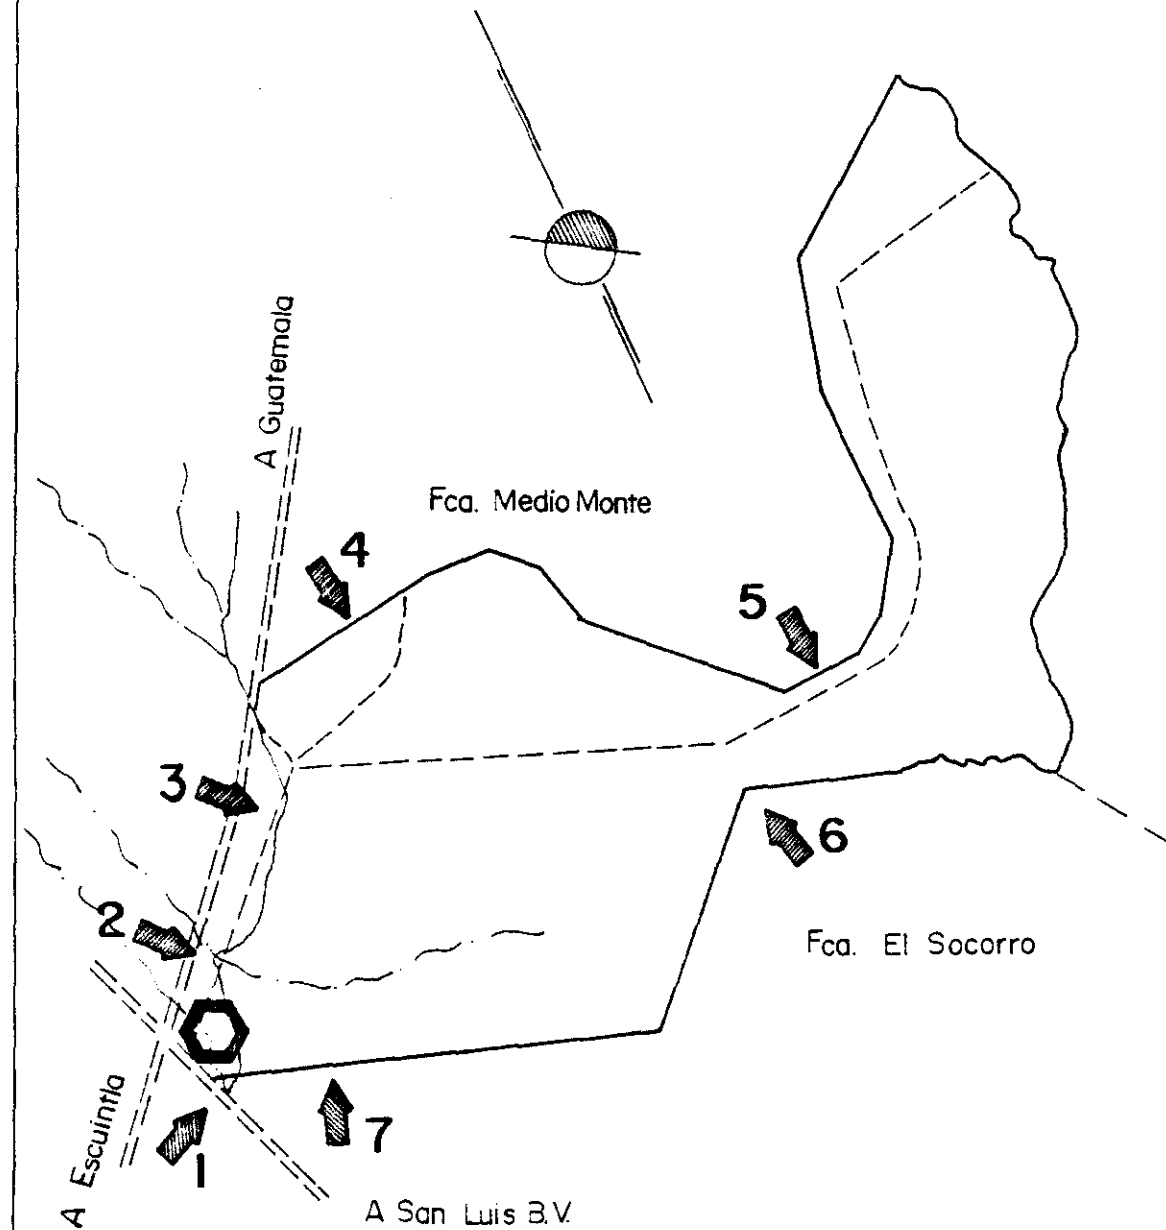 A Guatemala
Fca. Medio Monte
4
5
3
6
2
Fca. El Socorro
A Escuintla
1
7
A San Luis B.V.